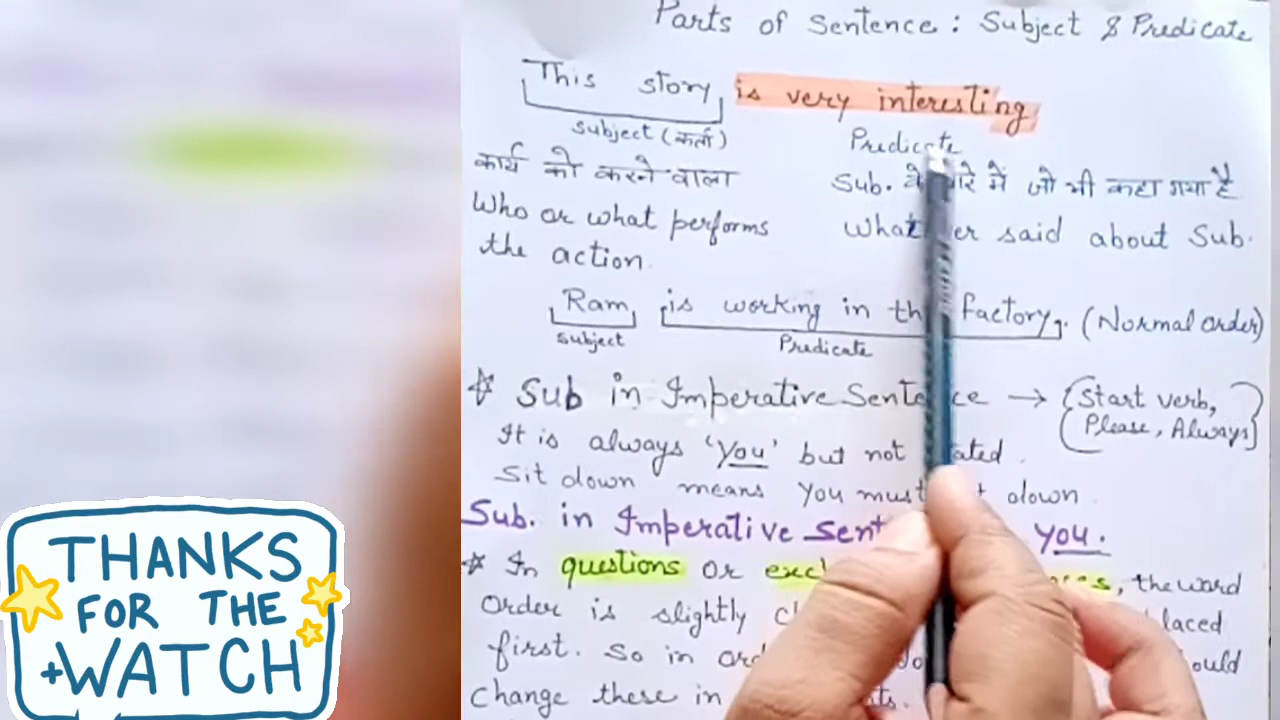 Parts of Sentence : Subject & Predicate
This story is very interesting
Subject (कर्ता) Predicate
कार्य को करने वाला
Sub. के बारे में जो भी कहा गया है
Who or what performs
the action.
said about Sub.
Ram is working in the factory. (Normal Order)
Subject Predicate
☆ Sub in Imperative Sentence → (Start verb,
Please, Always)
It is always 'You' but not
Sit down means You must down.
Sub. in Imperative You.
☆ In questions or , the word
Order is slightly
first. So in
change these in
THANKS
FOR THE
WATCH